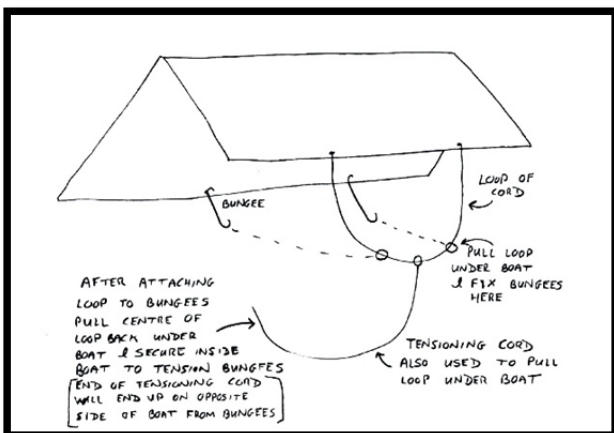 BUNGEE
LOOP OF
CORD
PULL LOOP
UNDER BOAT
& FIX BUNGEES
HERE
AFTER ATTACHING
LOOP TO BUNGEES
PULL CENTRE OF
LOOP BACK UNDER
BOAT & SECURE INSIDE
BOAT TO TENSION BUNGEES
[END OF TENSIONING CORD
WILL END UP ON OPPOSITE
SIDE OF BOAT FROM BUNGEES]
TENSIONING CORD
ALSO USED TO PULL
LOOP UNDER BOAT